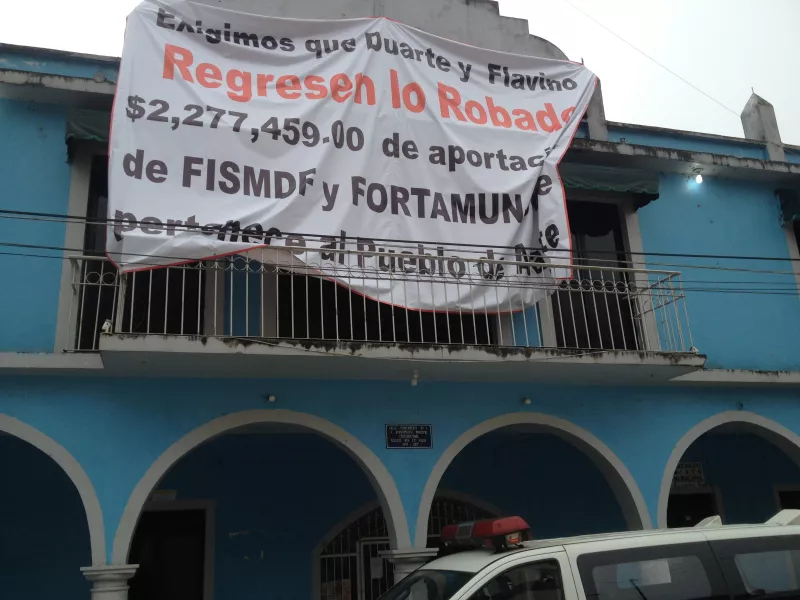 Exigimos que Duarte y Flavino
Regresen lo Robado
$2,277,459.00 de aportaci
de FISMDF y FORTAMUN
pertenece al Pueblo de